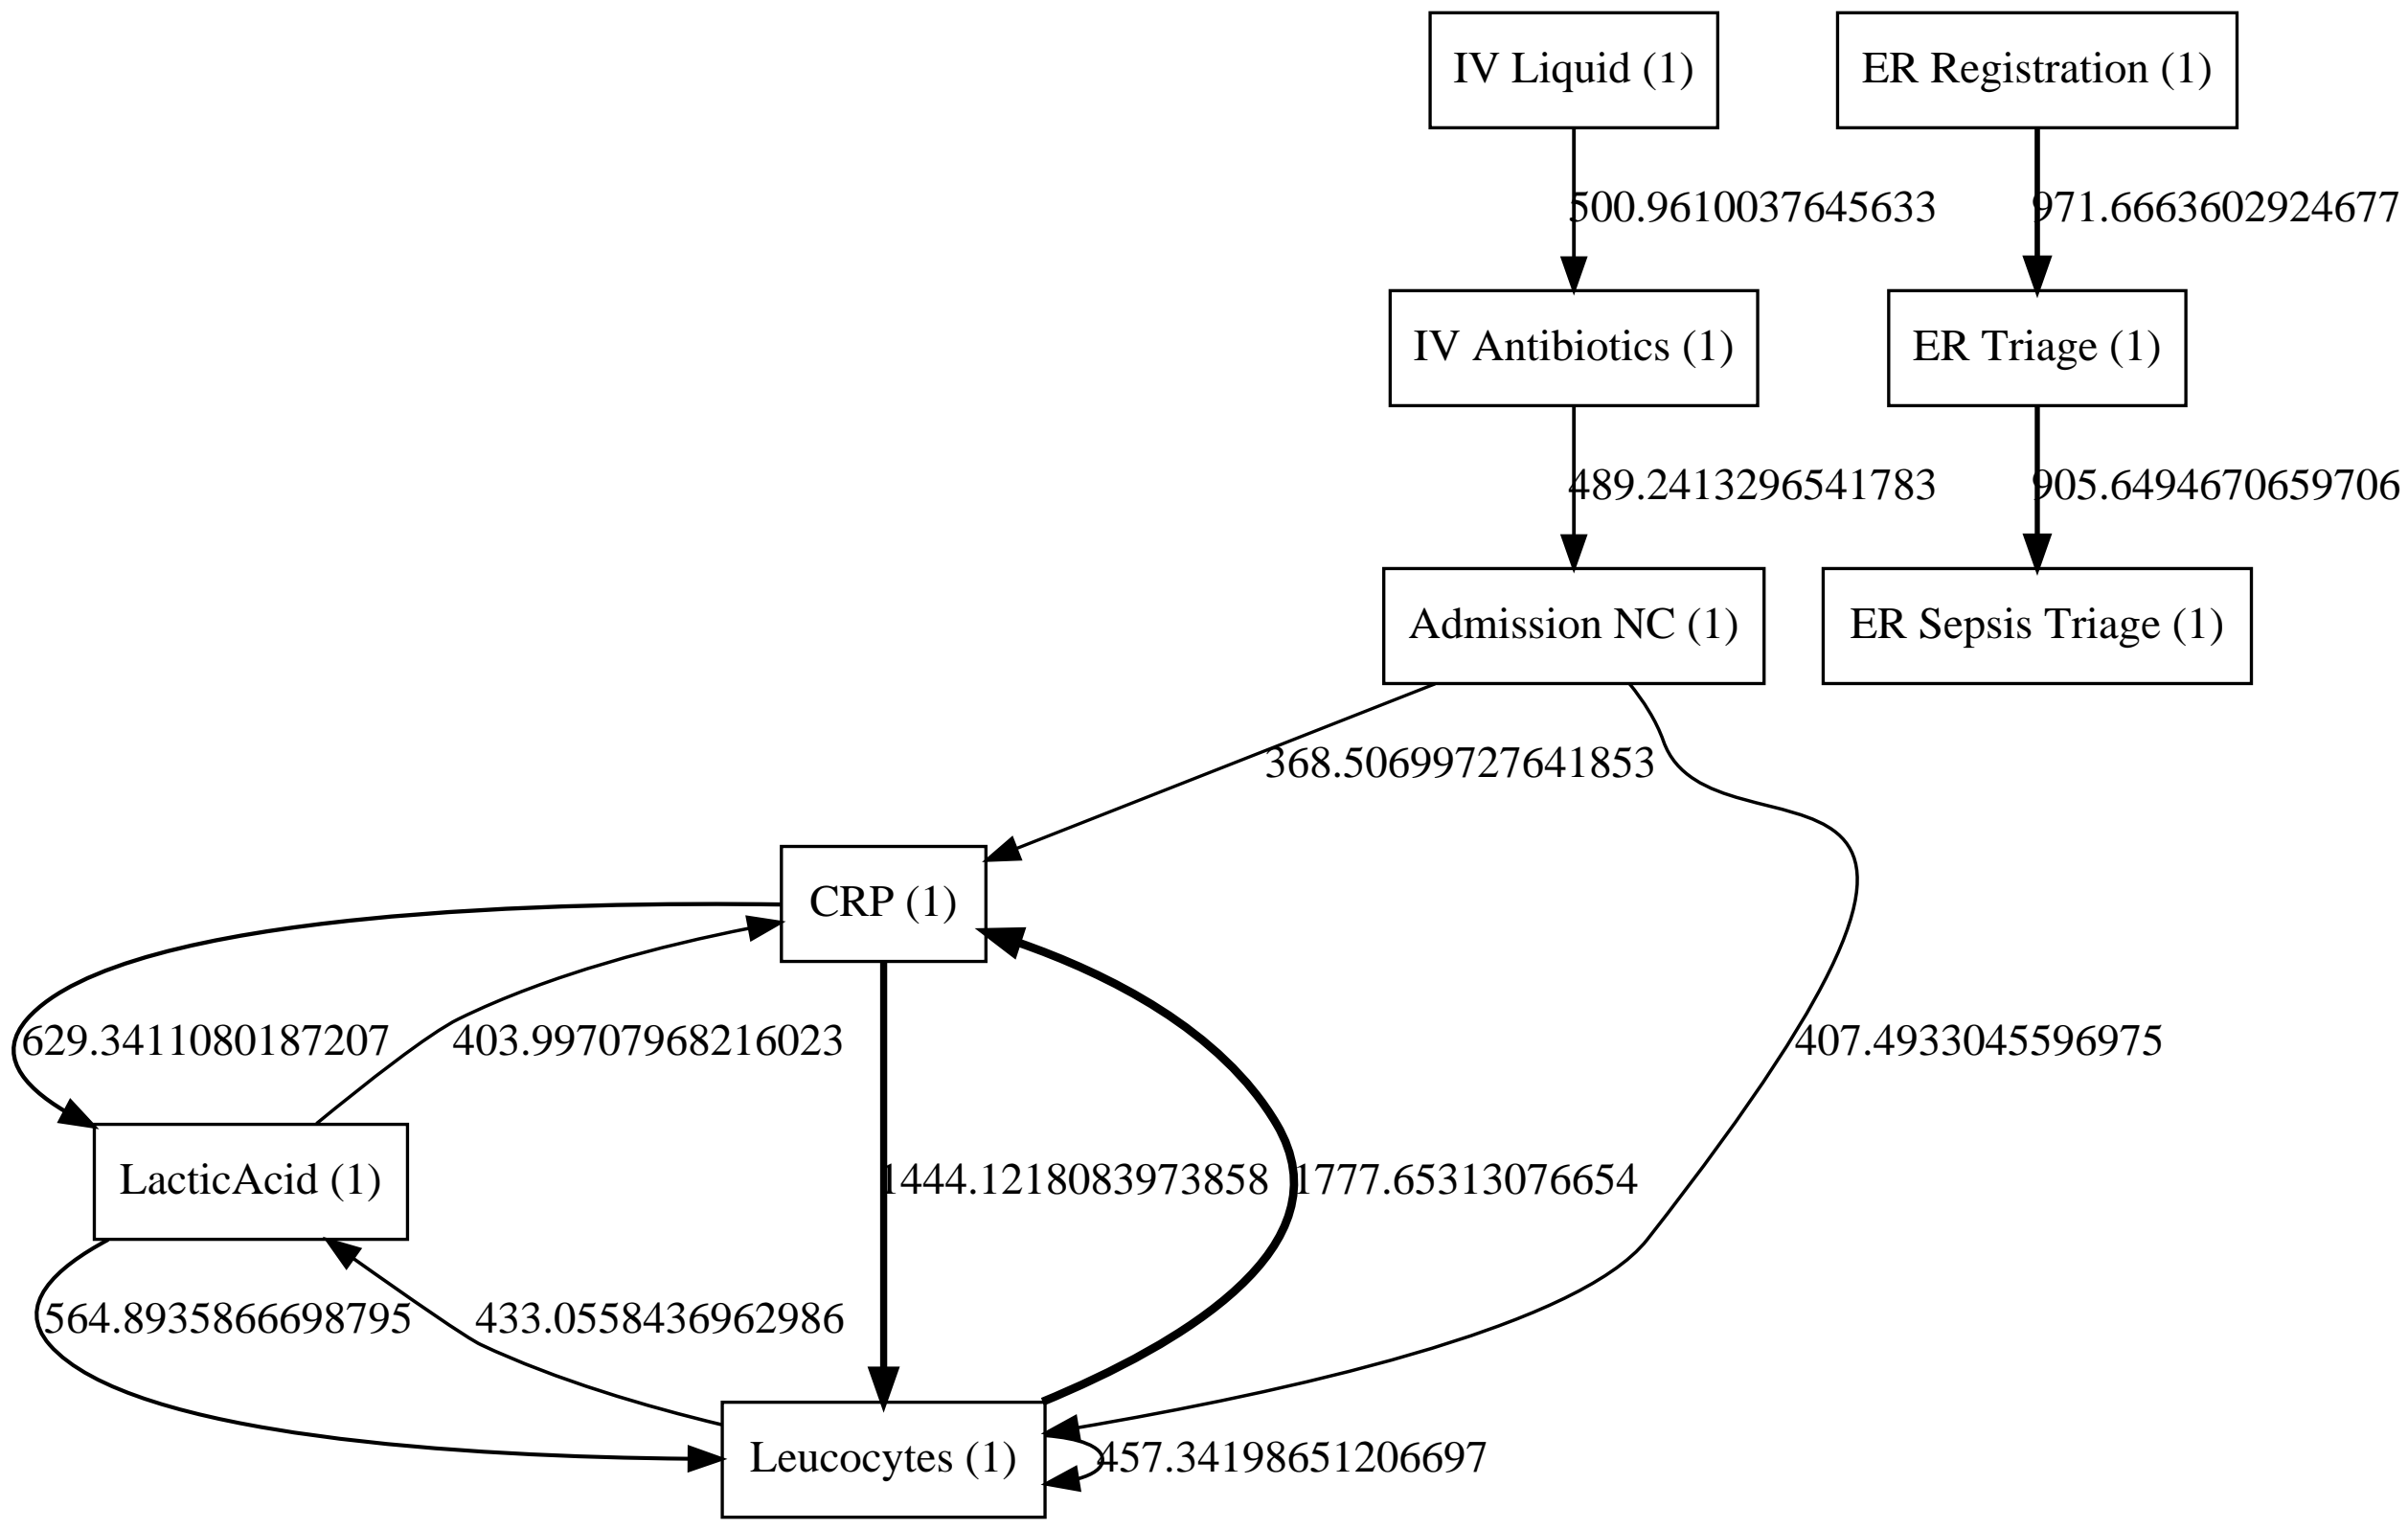 IV Liquid (1)
ER Registration (1)
500.9610037645633
971.6663602924677
IV Antibiotics (1)
ER Triage (1)
489.2413296541783
905.6494670659706
Admission NC (1)
ER Sepsis Triage (1)
368.50699727641853
CRP (1)
629.3411080187207
403.99707968216023
407.4933045596975
LacticAcid (1)
1444.1218083973858
1777.65313076654
564.8935866698795
433.0558436962986
Leucocytes (1)
457.34198651206697